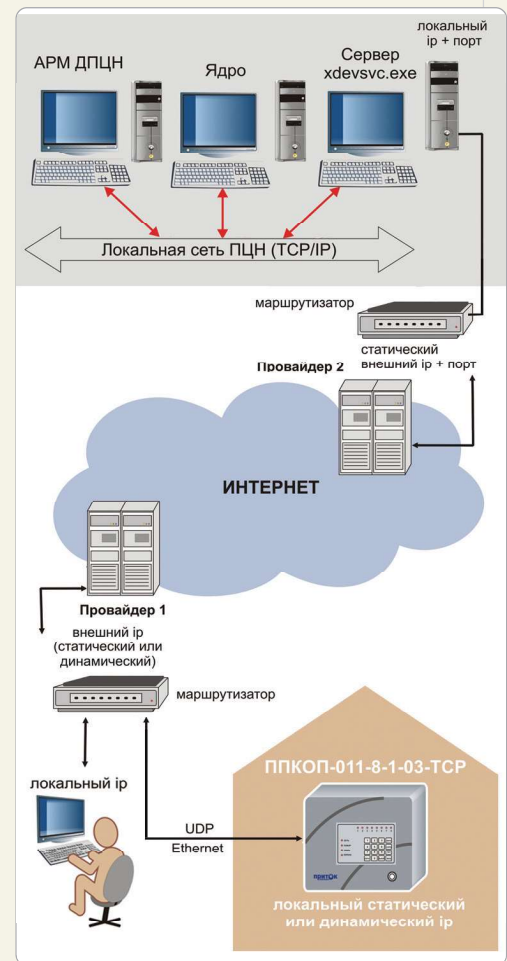 локальный
ip + порт
АРМ ДПЦН
Ядро
Сервер
xdevsvc.exe
Локальная сеть ПЦН (TCP/IP)
маршрутизатор
статический
внешний ip + порт
Провайдер 2
ИНТЕРНЕТ
Провайдер 1
внешний ip
(статический или
динамический)
маршрутизатор
локальный ip
UDP
Ethernet
ППКОП-011-8-1-03-TCP
ПРИТОК
локальный статический
или динамический ip